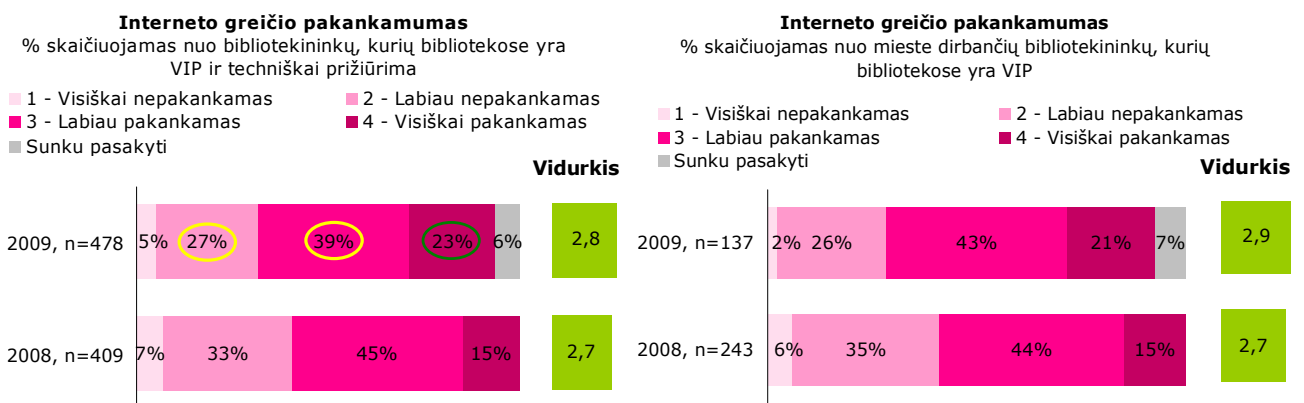 Interneto greičio pakankamumas
% skaičiuojamas nuo bibliotekininkų, kurių bibliotekose yra
VIP ir techniškai prižiūrima
1 - Visiškai nepakankamas
2 - Labiau nepakankamas
3 - Labiau pakankamas
4 - Visiškai pakankamas
Sunku pasakyti
Vidurkis
2009, n=478
5%
27%
39%
23%
6%
2,8
2008, n=409
7%
33%
45%
15%
2,7
Interneto greičio pakankamumas
% skaičiuojamas nuo mieste dirbančių bibliotekininkų, kurių
bibliotekose yra VIP
1 - Visiškai nepakankamas
2 - Labiau nepakankamas
3 - Labiau pakankamas
4 - Visiškai pakankamas
Sunku pasakyti
Vidurkis
2009, n=137
2%
26%
43%
21%
7%
2,9
2008, n=243
6%
35%
44%
15%
2,7